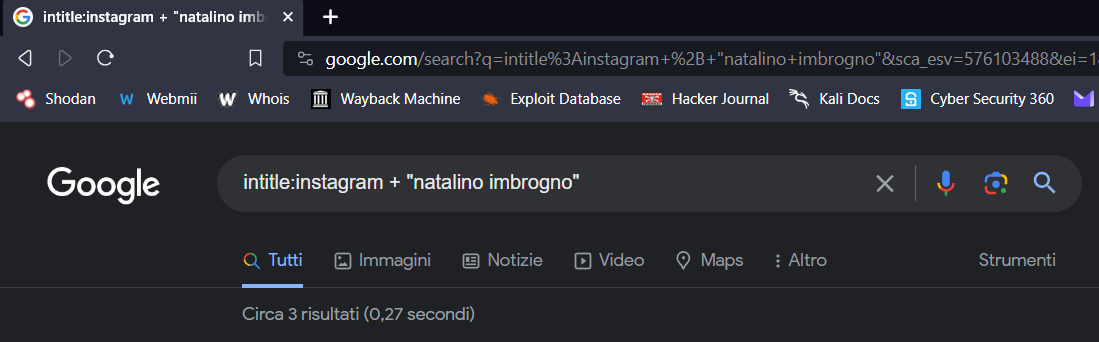 intitle:instagram + "natalino imb
google.com/search?q=intitle%3Ainstagram+%2B+"natalino+imbrogno"&sca_esv=576103488&ei=1
Shodan Webmii Whois Wayback Machine Exploit Database Hacker Journal Kali Docs Cyber Security 360
Google intitle:instagram + "natalino imbrogno"
Tutti Immagini Notizie Video Maps Altro Strumenti
Circa 3 risultati (0,27 secondi)